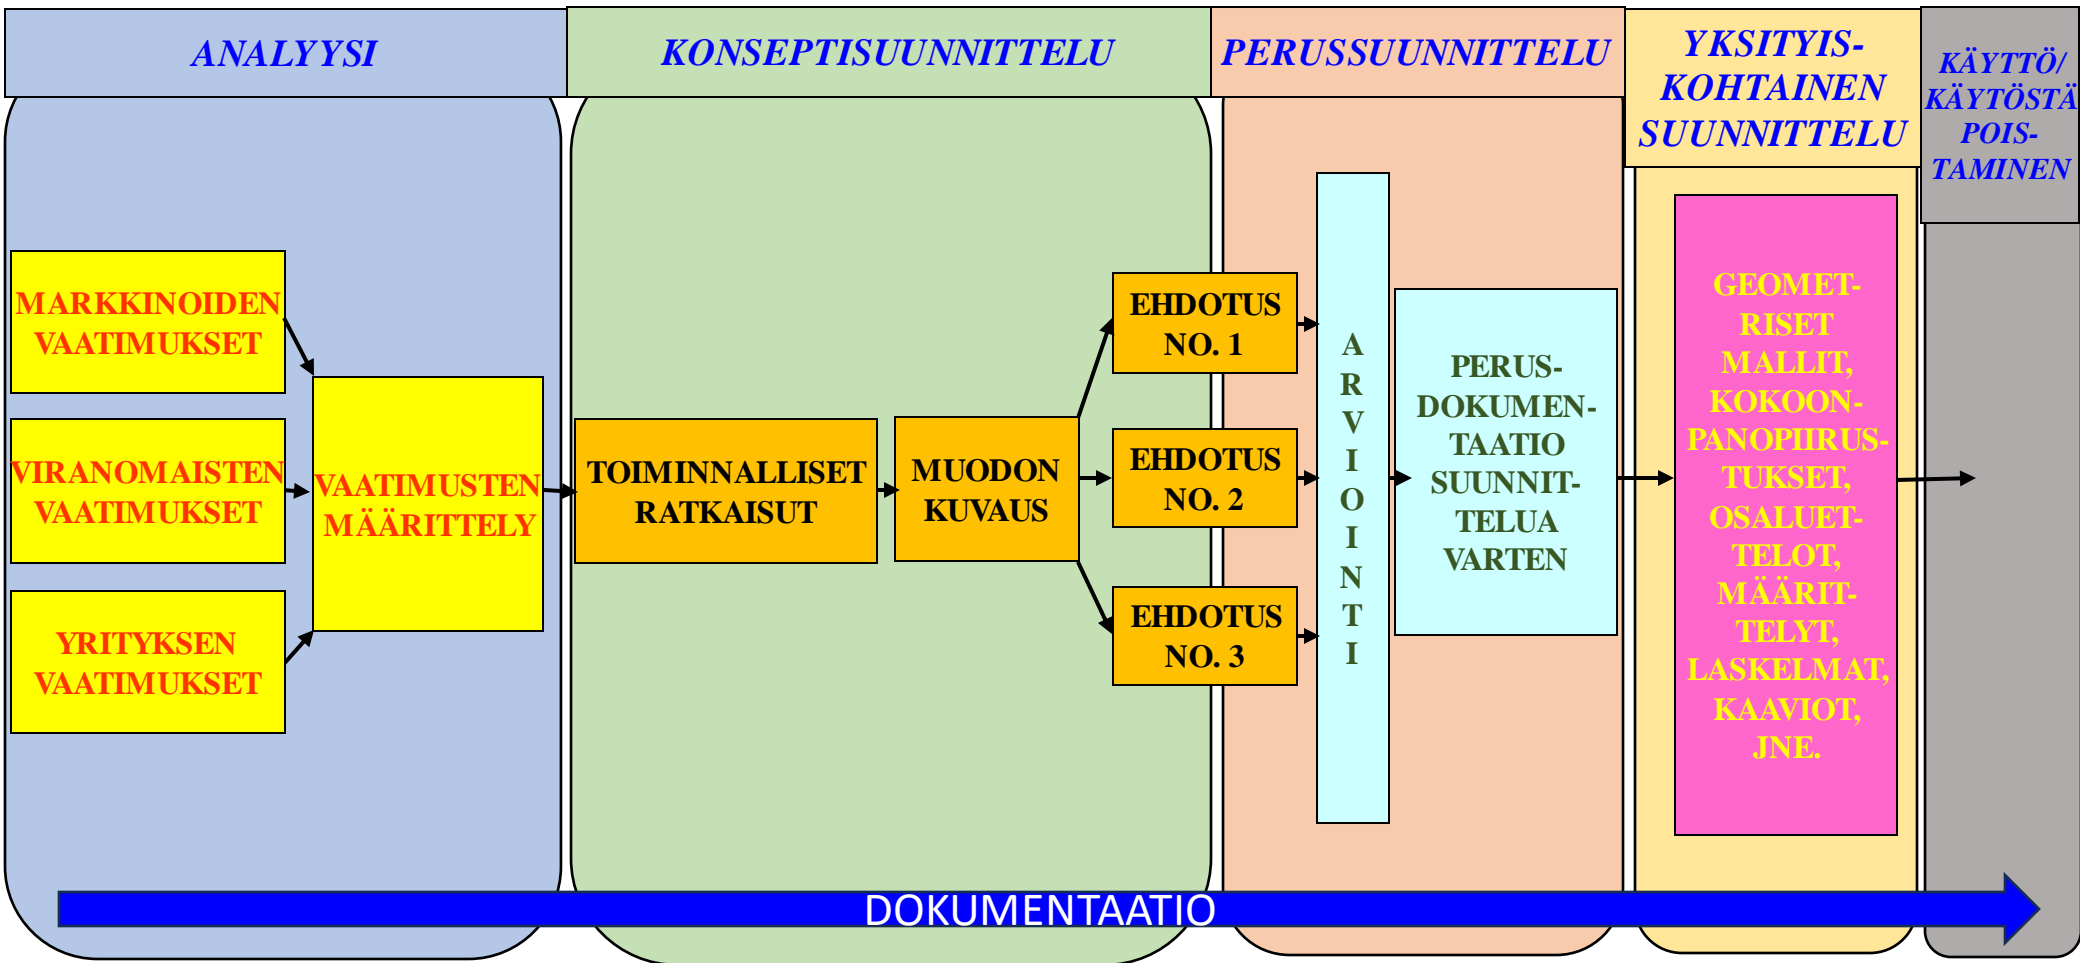 ANALYYSI
KONSEPTISUUNNITTELU
PERUSSUUNNITTELU
YKSITYIS-
KOHTAINEN
SUUNNITTELU
KÄYTTÖ/
KÄYTÖSTÄ
POIS-
TAMINEN
MARKKINOIDEN
VAATIMUKSET
VIRANOMAISTEN
VAATIMUKSET
YRITYKSEN
VAATIMUKSET
VAATIMUSTEN
MÄÄRITTELY
TOIMINNALLISET
RATKAISUT
MUODON
KUVAUS
EHDOTUS
NO. 1
EHDOTUS
NO. 2
EHDOTUS
NO. 3
A
R
V
I
O
I
N
T
I
PERUS-
DOKUMEN-
TAATIO
SUUNNIT-
TELUA
VARTEN
GEOMET-
RISET
MALLIT,
KOKOON-
PANOPIIRUS-
TUKSET,
OSALUET-
TELOT,
MÄÄRIT-
TELYT,
LASKELMAT,
KAAVIOT,
JNE.
DOKUMENTAATIO